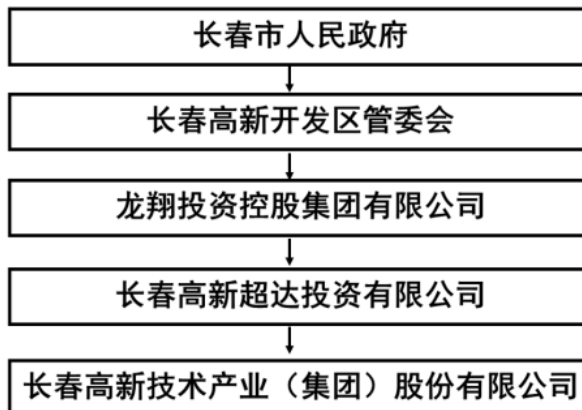 长春市人民政府
长春高新开发区管委会
龙翔投资控股集团有限公司
长春高新超达投资有限公司
长春高新技术产业（集团）股份有限公司